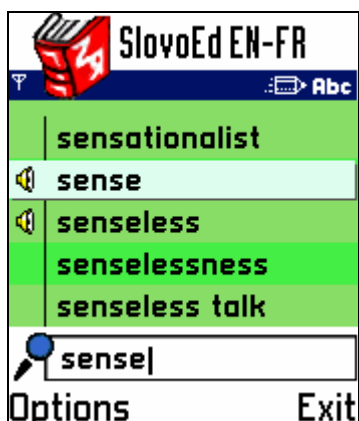 SlovoEd EN-FR
Abc
sensationalist
sense
senseless
senselessness
senseless talk
sense
Options Exit